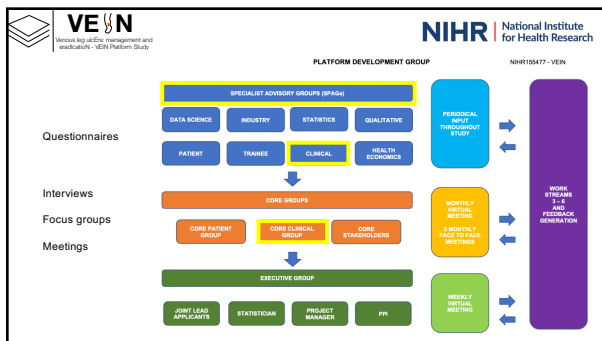 VEIN
Venous leg ulcErs: management and
eradicatioN - VEIN Platform Study
NIHR | National Institute
for Health Research
PLATFORM DEVELOPMENT GROUP
NIHR155477 - VEIN
Questionnaires
Interviews
Focus groups
Meetings
SPECIALIST ADVISORY GROUPS (SPAGs)
DATA SCIENCE
INDUSTRY
STATISTICS
QUALITATIVE
PATIENT
TRAINEE
CLINICAL
HEALTH
ECONOMICS
PERIODICAL
INPUT
THROUGHOUT
STUDY
CORE GROUPS
CORE PATIENT
GROUP
CORE CLINICAL
GROUP
CORE
STAKEHOLDERS
MONTHLY
VIRTUAL
MEETING
3 MONTHLY
FACE TO FACE
MEETINGS
EXECUTIVE GROUP
JOINT LEAD
APPLICANTS
STATISTICIAN
PROJECT
MANAGER
PPI
WEEKLY
VIRTUAL
MEETING
WORK
STREAMS
3 – 6
AND
FEEDBACK
GENERATION